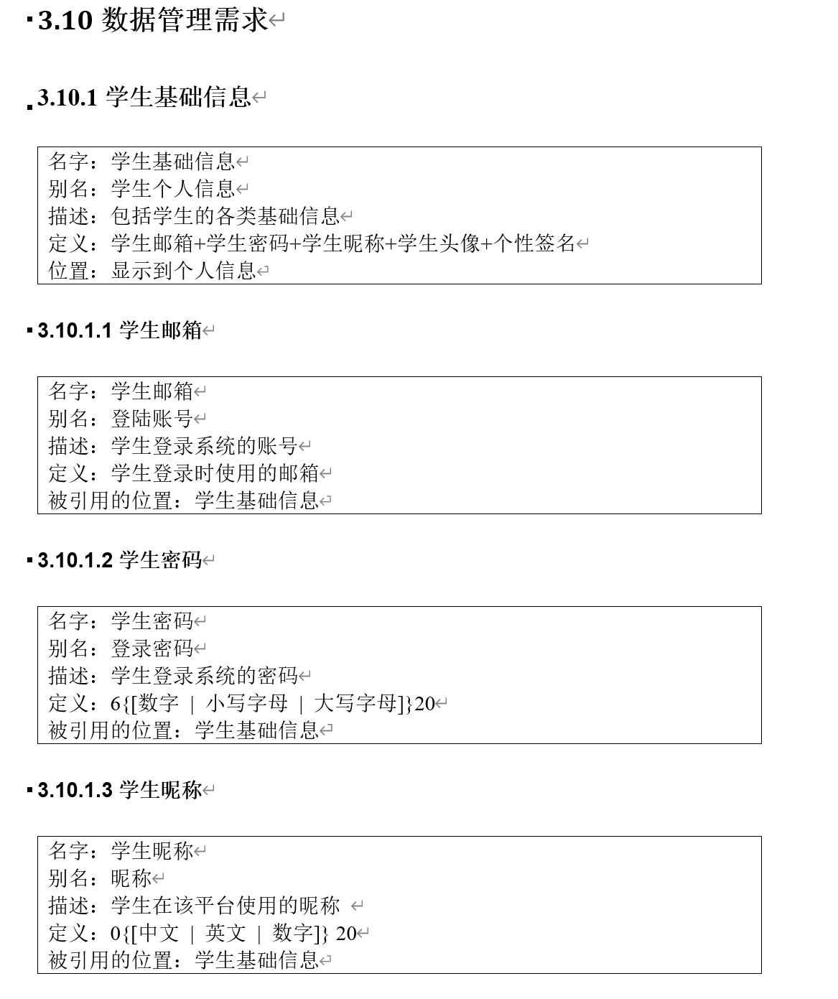 3.10 数据管理需求
3.10.1 学生基础信息
名字：学生基础信息
别名：学生个人信息
描述：包括学生的各类基础信息
定义：学生邮箱+学生密码+学生昵称+学生头像+个性签名
位置：显示到个人信息
3.10.1.1 学生邮箱
名字：学生邮箱
别名：登陆账号
描述：学生登录系统的账号
定义：学生登录时使用的邮箱
被引用的位置：学生基础信息
3.10.1.2 学生密码
名字：学生密码
别名：登录密码
描述：学生登录系统的密码
定义：6{[数字 | 小写字母 | 大写字母]}20
被引用的位置：学生基础信息
3.10.1.3 学生昵称
名字：学生昵称
别名：昵称
描述：学生在该平台使用的昵称
定义：0{[中文 | 英文 | 数字]} 20
被引用的位置：学生基础信息